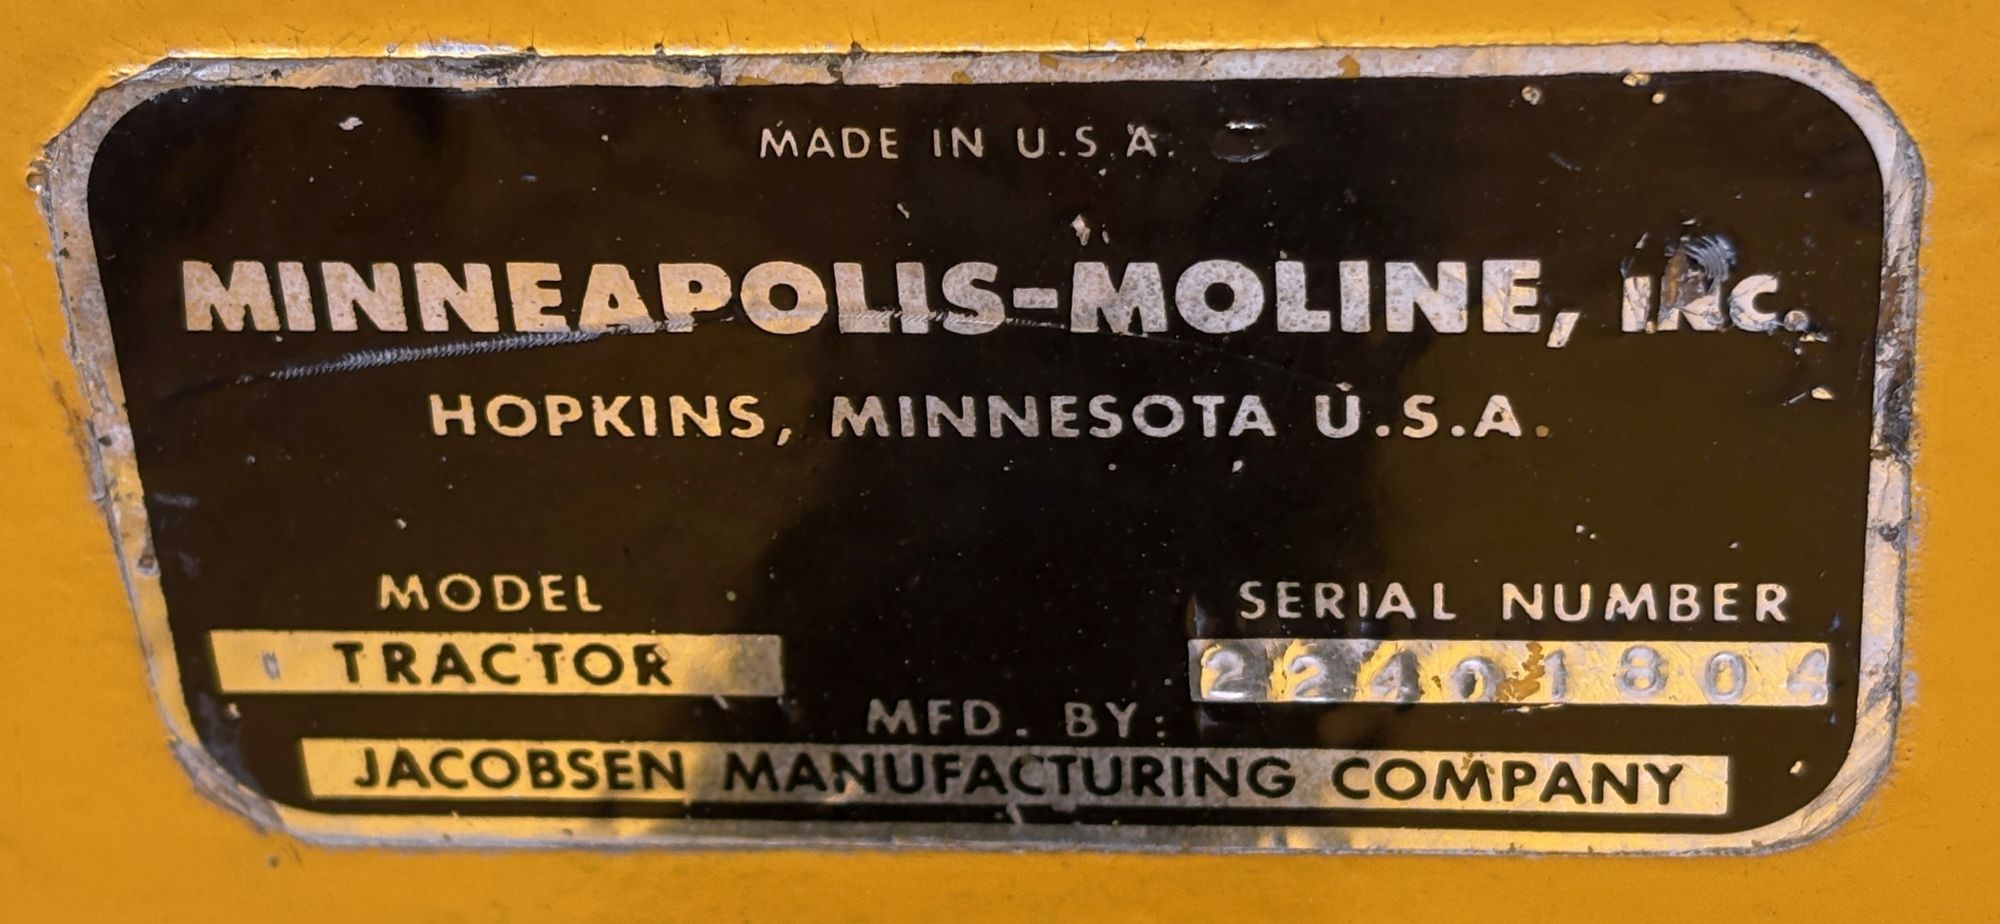 MADE IN U.S.A.
MINNEAPOLIS-MOLINE, INC.
HOPKINS, MINNESOTA U.S.A.
MODEL
TRACTOR
SERIAL NUMBER
22401804
MFD. BY:
JACOBSEN MANUFACTURING COMPANY